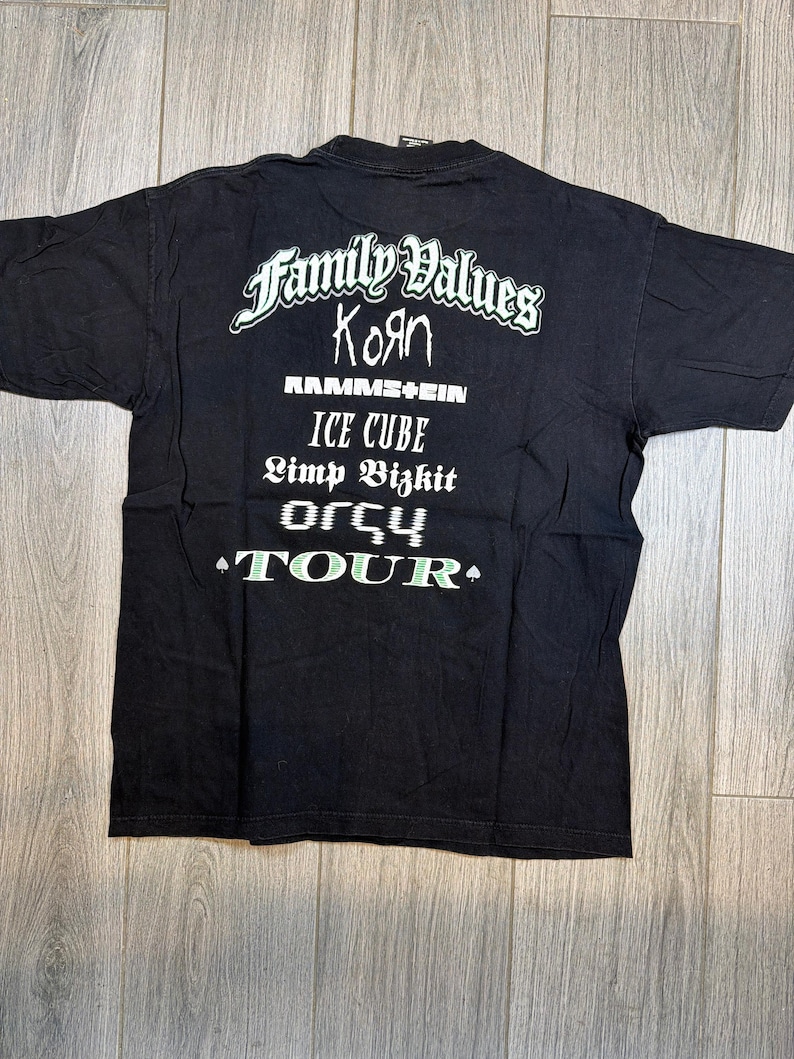 Family Values
KoЯn
RAMMSTEIN
ICE CUBE
Limp Bizkit
orgy
TOUR